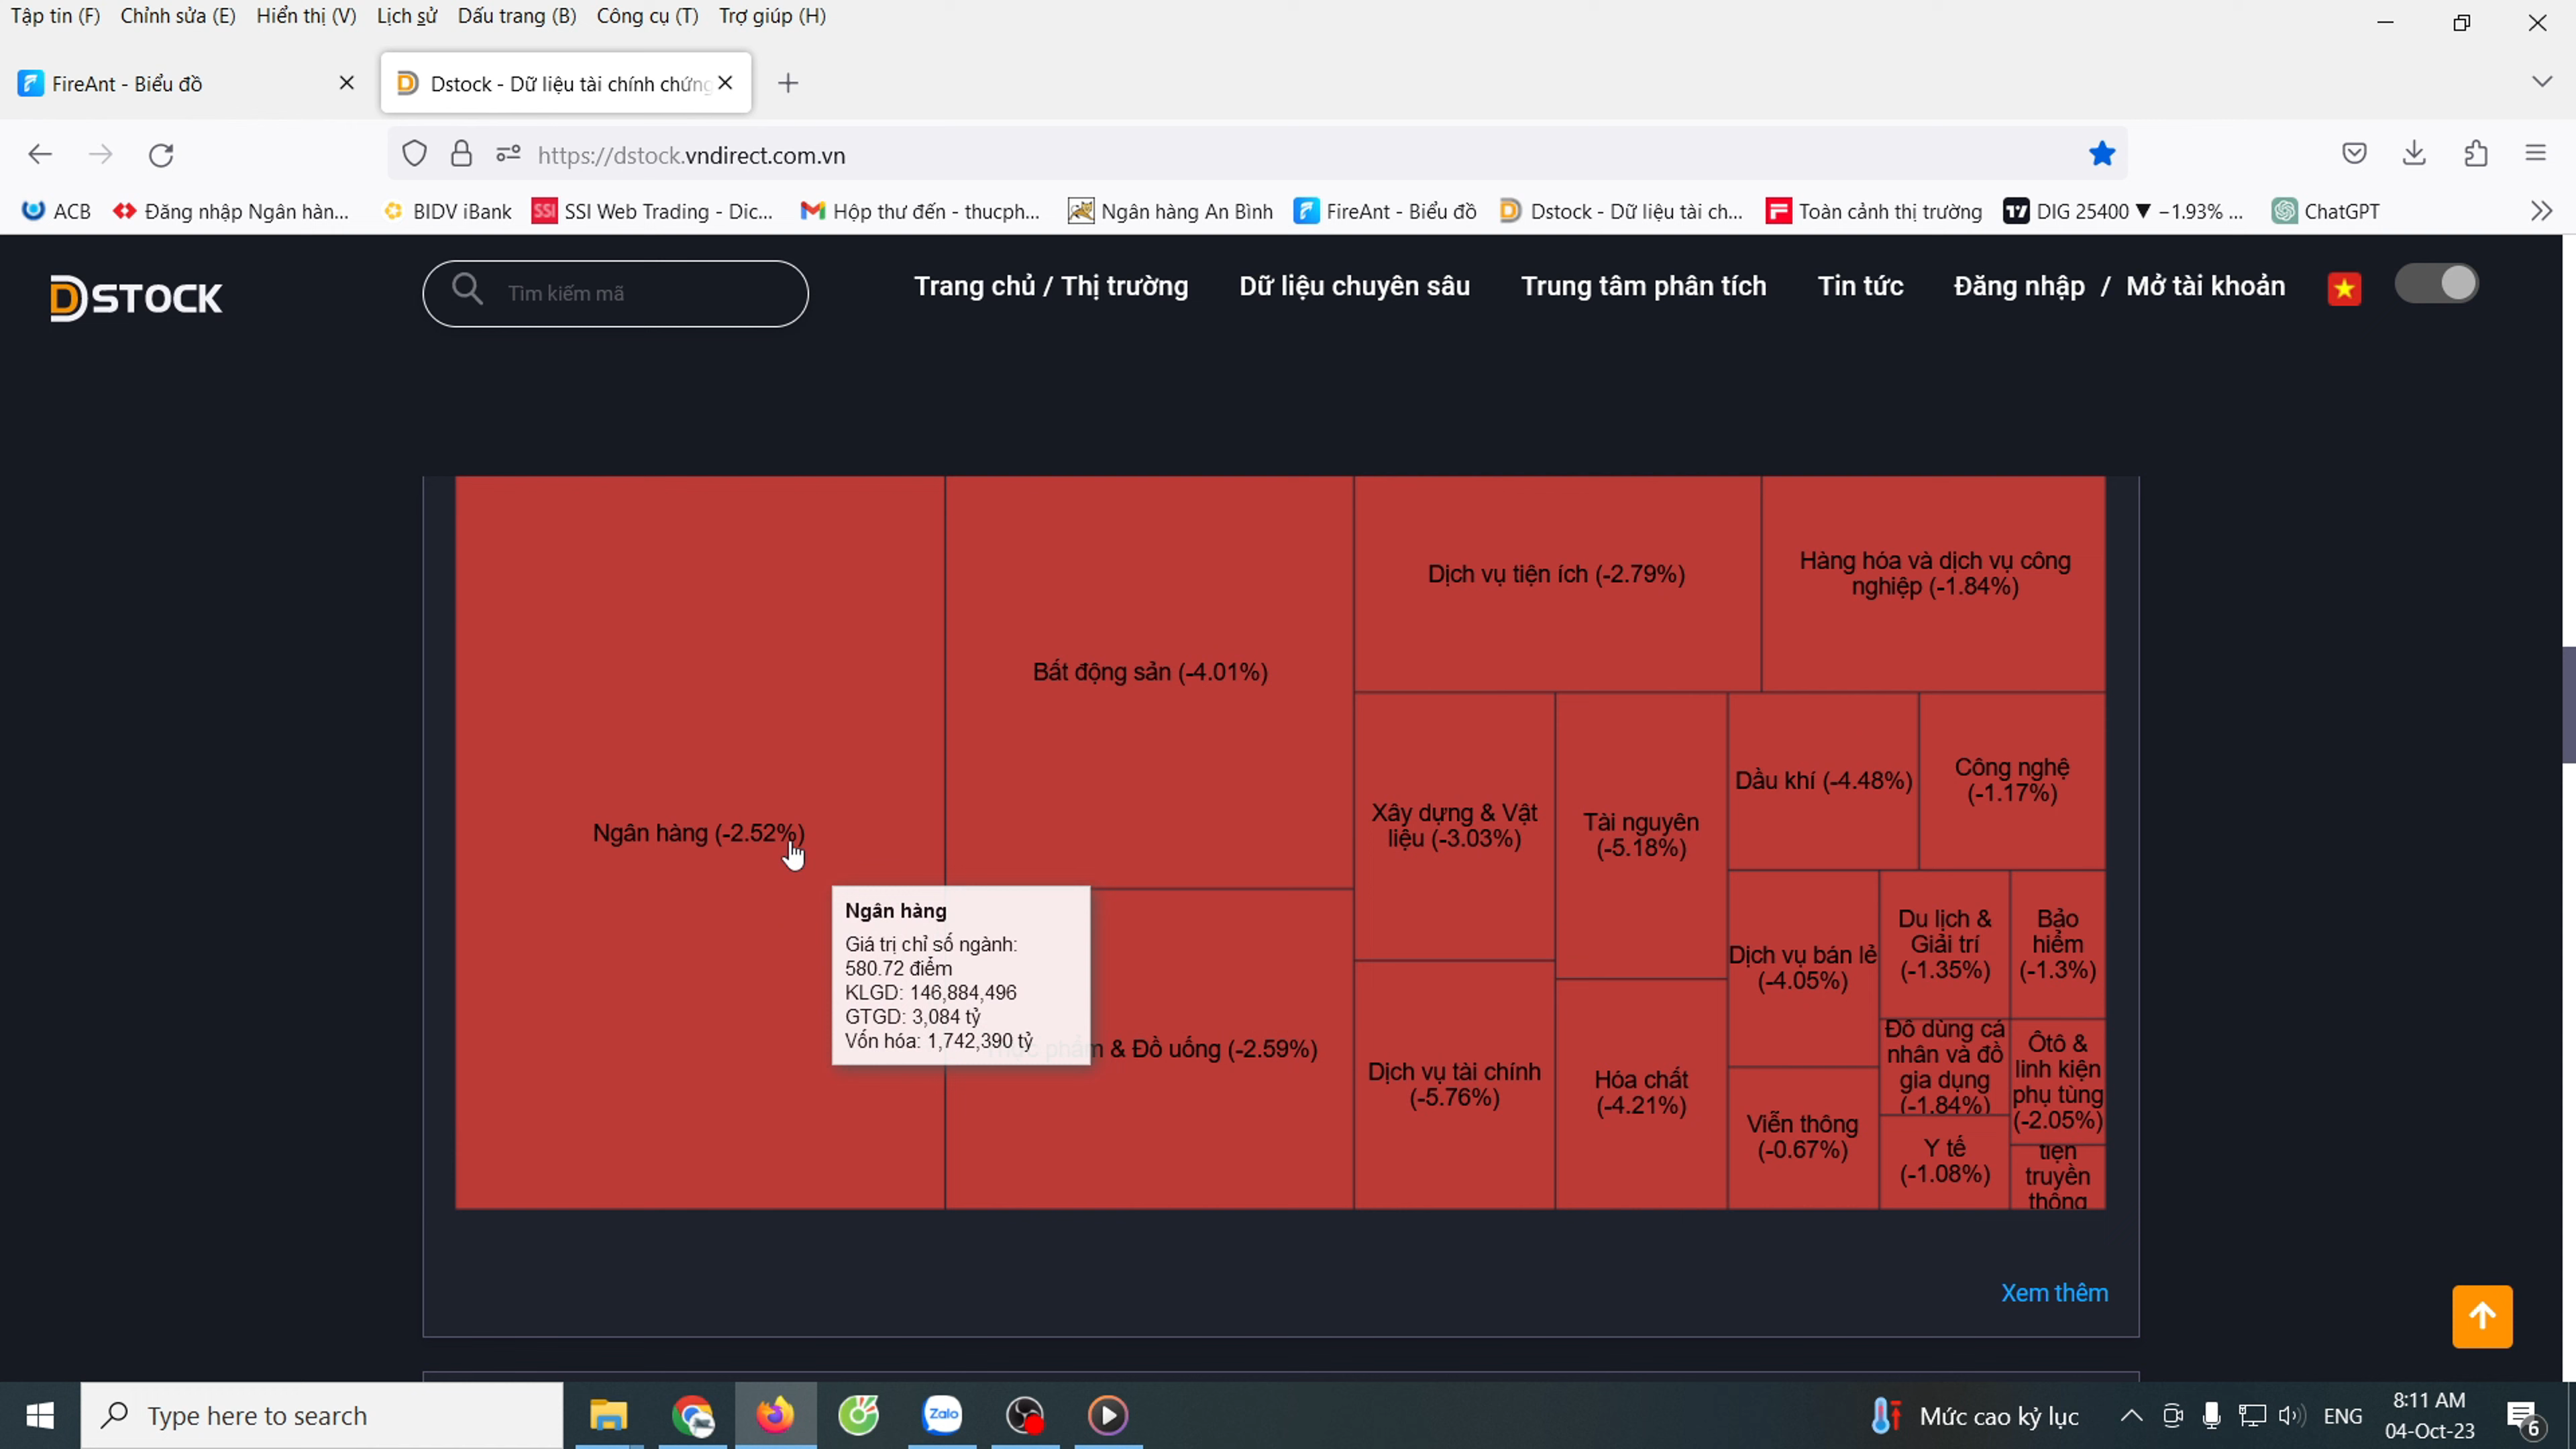 Tập tin (F) Chỉnh sửa (E) Hiển thị (V) Lịch sử Dấu trang (B) Công cụ (T) Trợ giúp (H)
FireAnt - Biểu đồ
Dstock - Dữ liệu tài chính chứng
https://dstock.vndirect.com.vn
ACB
Đăng nhập Ngân hàn...
BIDV iBank
SSI
SSI Web Trading - Dic...
Hộp thư đến - thucph...
Ngân hàng An Bình
FireAnt - Biểu đồ
Dstock - Dữ liệu tài ch...
Toàn cảnh thị trường
DIG 25400 ▼ −1.93% ...
ChatGPT
DSTOCK
Tìm kiếm mã
Trang chủ / Thị trường
Dữ liệu chuyên sâu
Trung tâm phân tích
Tin tức
Đăng nhập / Mở tài khoản
Dịch vụ tiện ích (-2.79%)
Hàng hóa và dịch vụ công
nghiệp (-1.84%)
Bất động sản (-4.01%)
Ngân hàng (-2.52%)
Xây dựng & Vật
liệu (-3.03%)
Tài nguyên
(-5.18%)
Dầu khí (-4.48%)
Công nghệ
(-1.17%)
Ngân hàng
Giá trị chỉ số ngành:
580.72 điểm
KLGD: 146,884,496
GTGD: 3,084 tỷ
Vốn hóa: 1,742,390 tỷ
phẩm & Đồ uống (-2.59%)
Dịch vụ tài chính
(-5.76%)
Hóa chất
(-4.21%)
Dịch vụ bán lẻ
(-4.05%)
Du lịch &
Giải trí
(-1.35%)
Bảo
hiểm
(-1.3%)
Viễn thông
(-0.67%)
Đồ dùng cá
nhân và đồ
gia dụng
(-1.84%)
Ôtô &
linh kiện
phụ tùng
(-2.05%)
Y tế
(-1.08%)
tiện
truyền
thông
Xem thêm
Type here to search
Zalo
Mức cao kỷ lục
ENG
8:11 AM
04-Oct-23
6